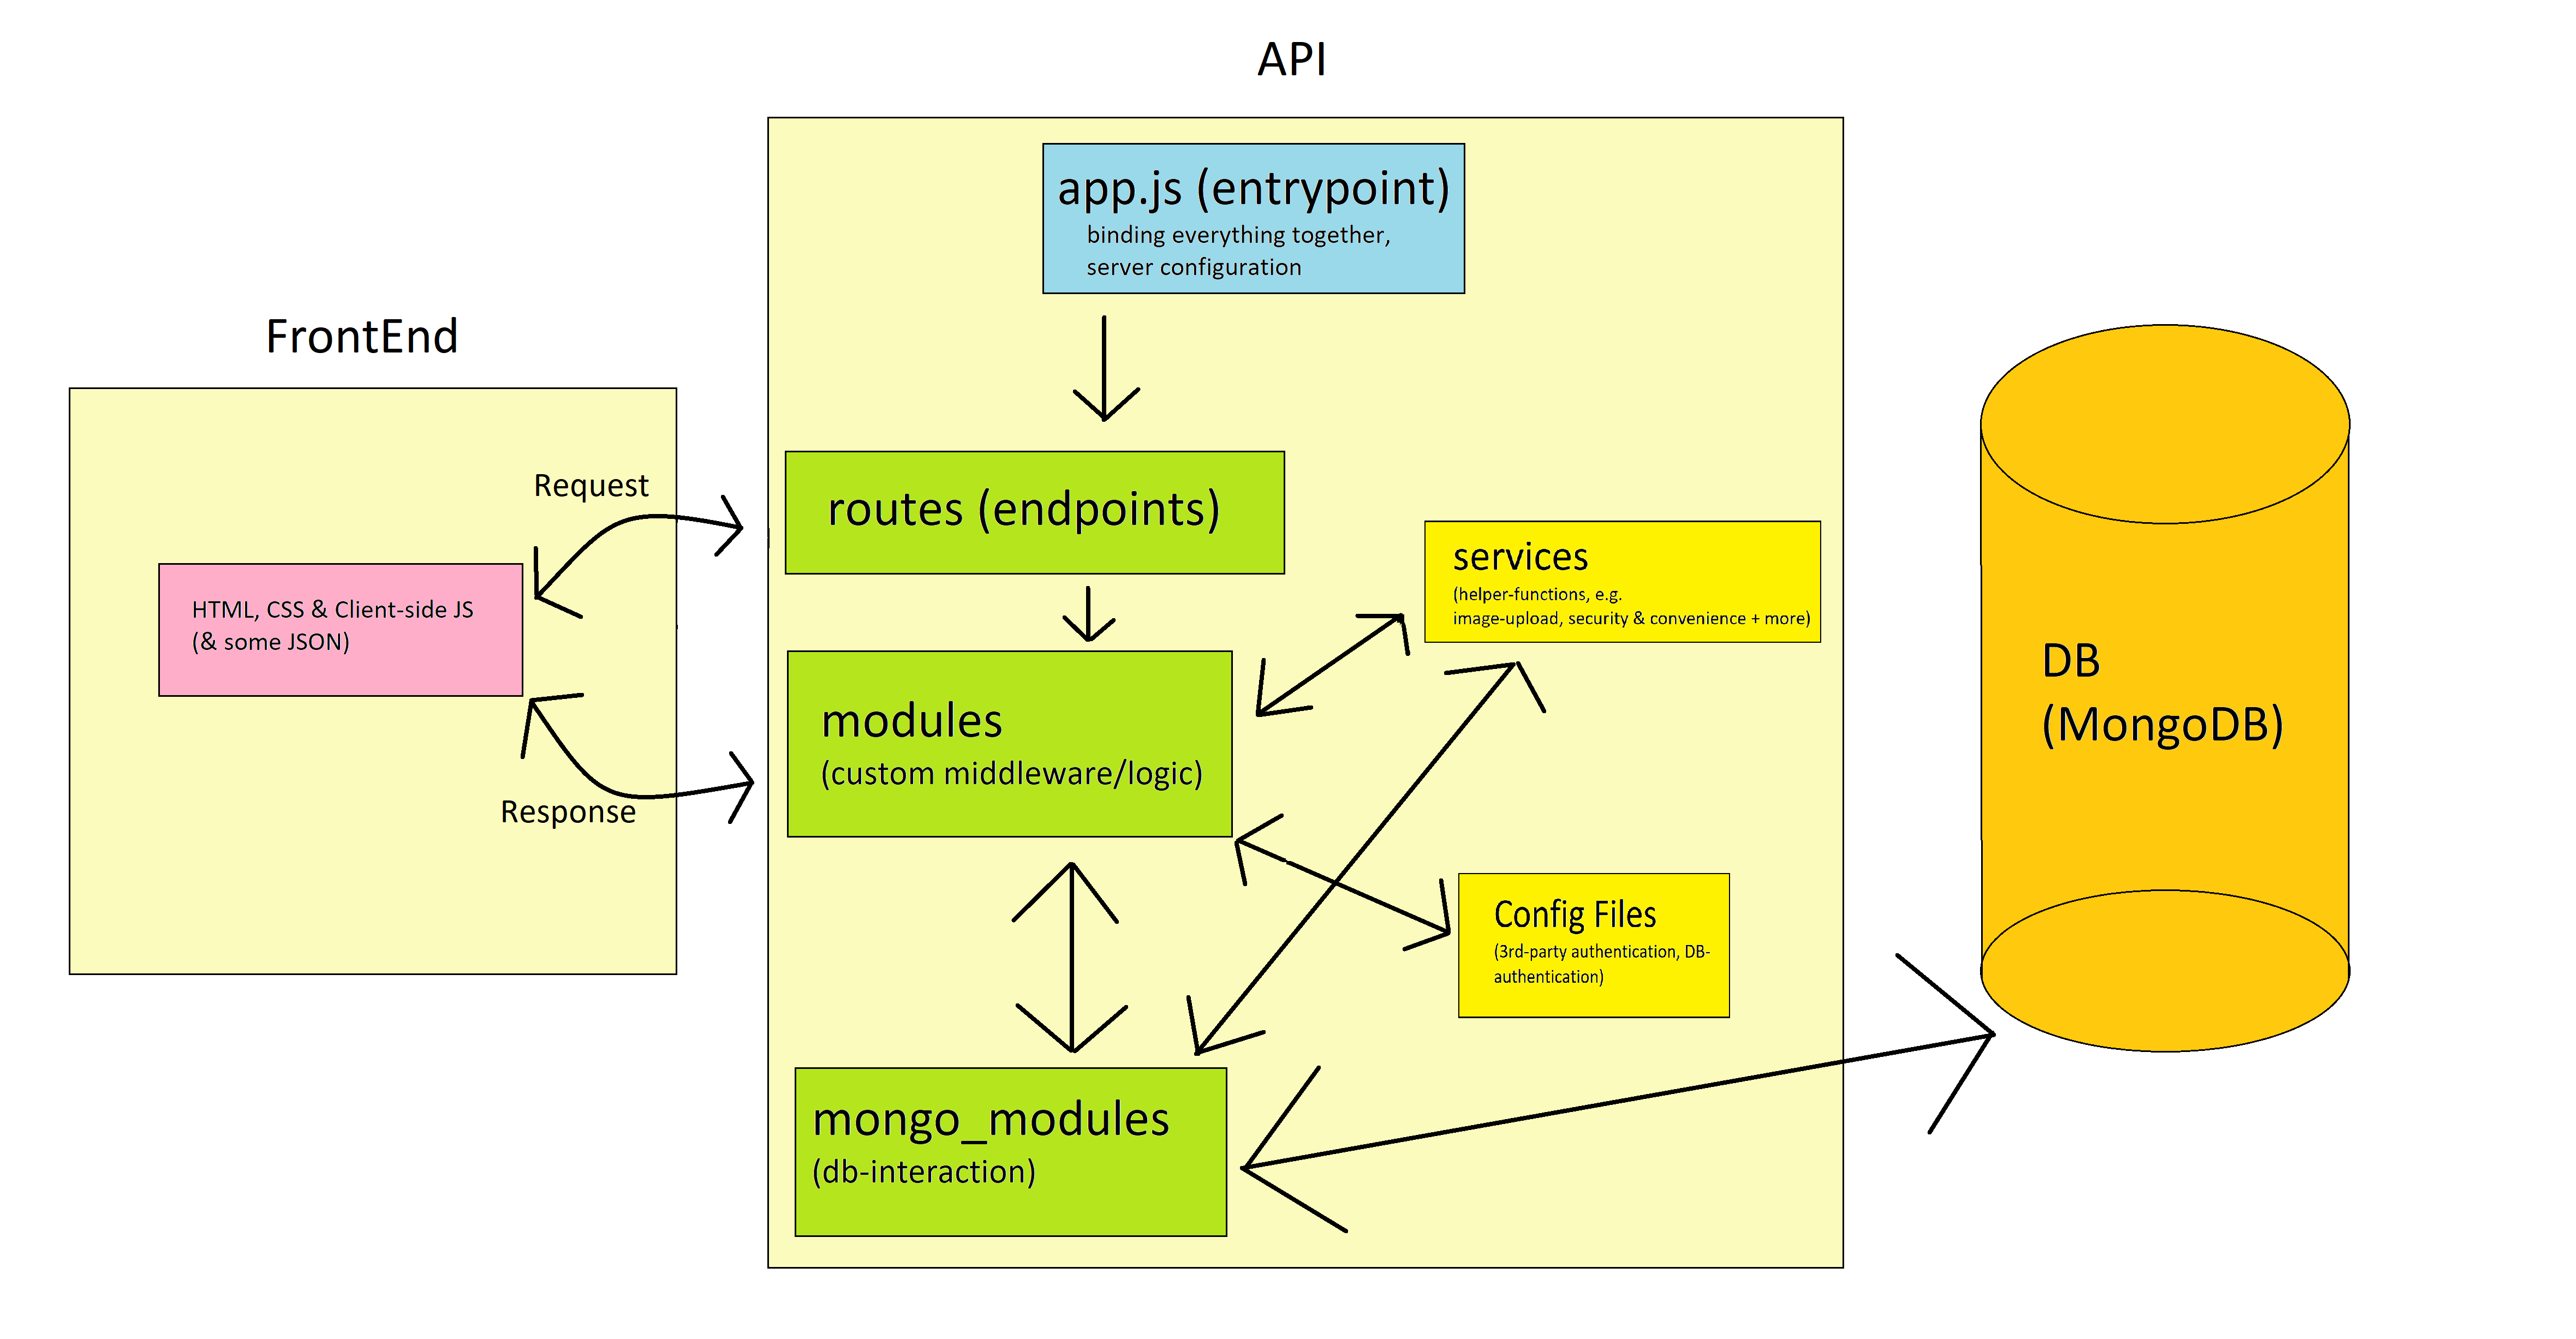 API
app.js (entrypoint)
binding everything together,
server configuration
FrontEnd
Request
routes (endpoints)
services
(helper-functions, e.g.
image-upload, security & convenience + more)
HTML, CSS & Client-side JS
(& some JSON)
modules
(custom middleware/logic)
Response
DB
(MongoDB)
Config Files
(3rd-party authentication, DB-
authentication)
mongo_modules
(db-interaction)